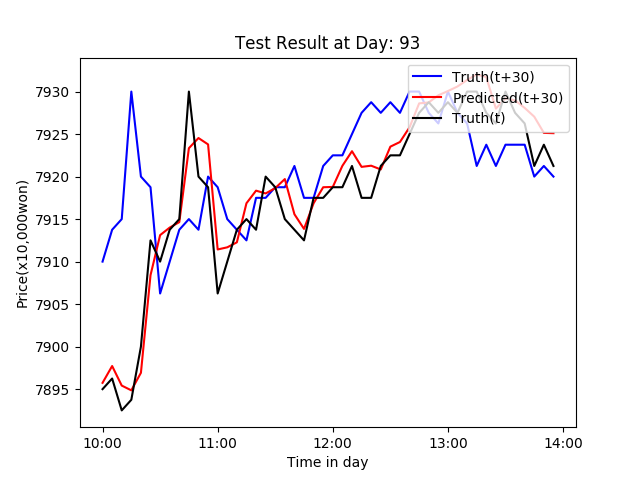 Test Result at Day: 93
Price(x10,000won)
7930
7925
7920
7915
7910
7905
7900
7895
Truth(t+30)
Predicted(t+30)
Truth(t)
10:00 11:00 12:00 13:00 14:00
Time in day